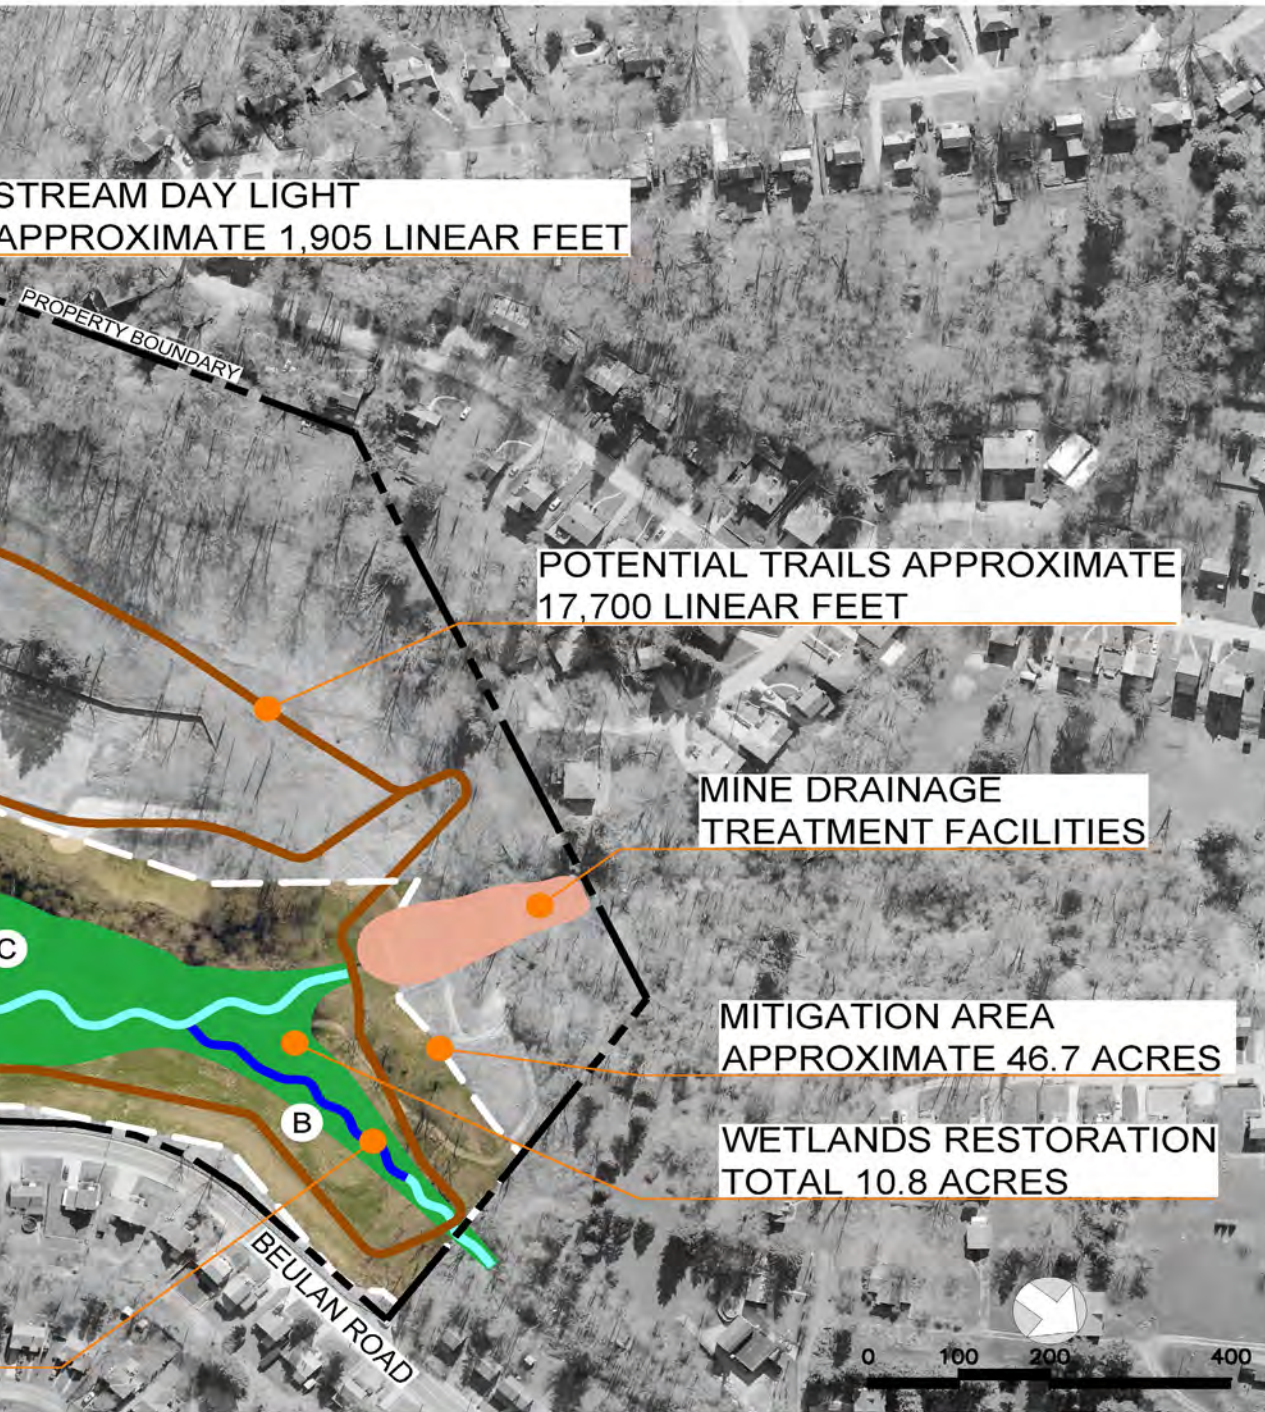 STREAM DAY LIGHT
APPROXIMATE 1,905 LINEAR FEET
PROPERTY BOUNDARY
POTENTIAL TRAILS APPROXIMATE
17,700 LINEAR FEET
MINE DRAINAGE
TREATMENT FACILITIES
C
MITIGATION AREA
APPROXIMATE 46.7 ACRES
B
WETLANDS RESTORATION
TOTAL 10.8 ACRES
BEULAN ROAD
0 100 200 400